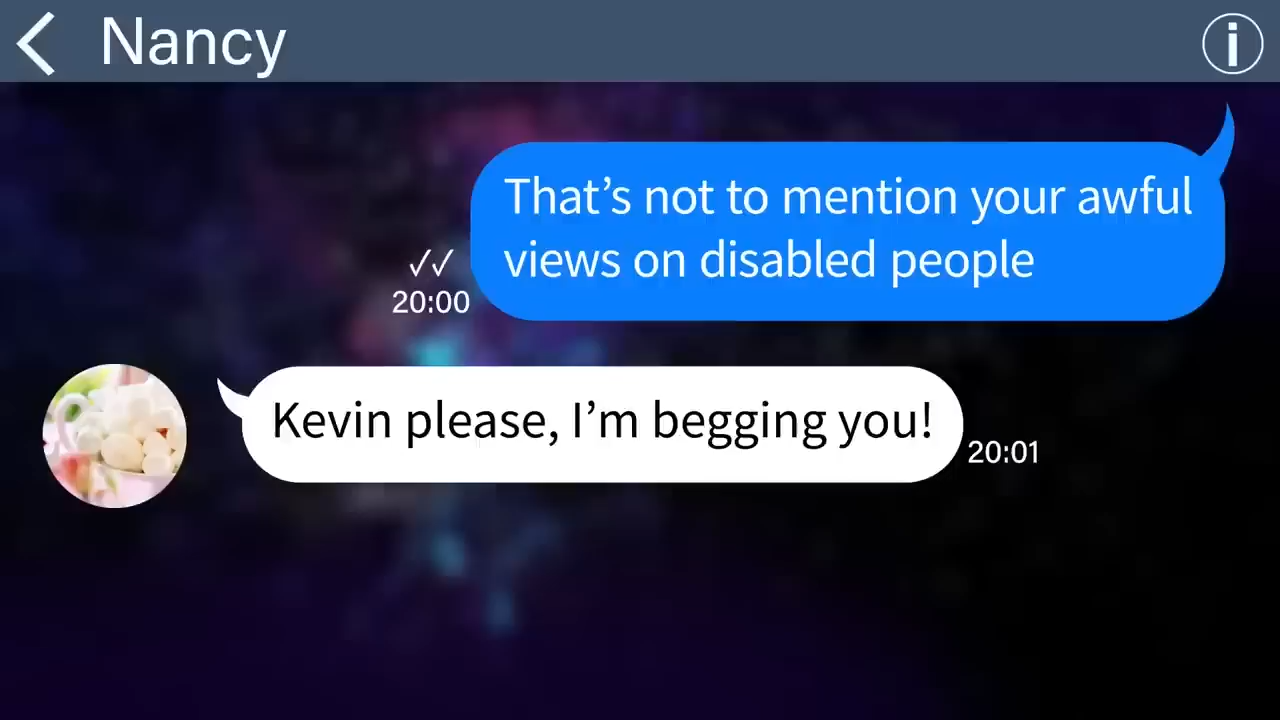 Nancy
That’s not to mention your awful
views on disabled people
20:00
Kevin please, I’m begging you!
20:01